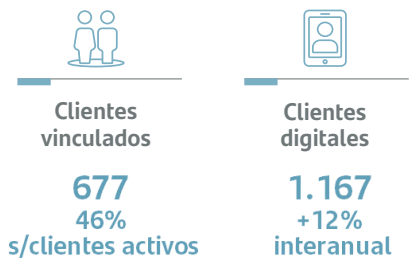 Clientes
vinculados
677
46%
s/clientes activos
Clientes
digitales
1.167
+12%
interanual